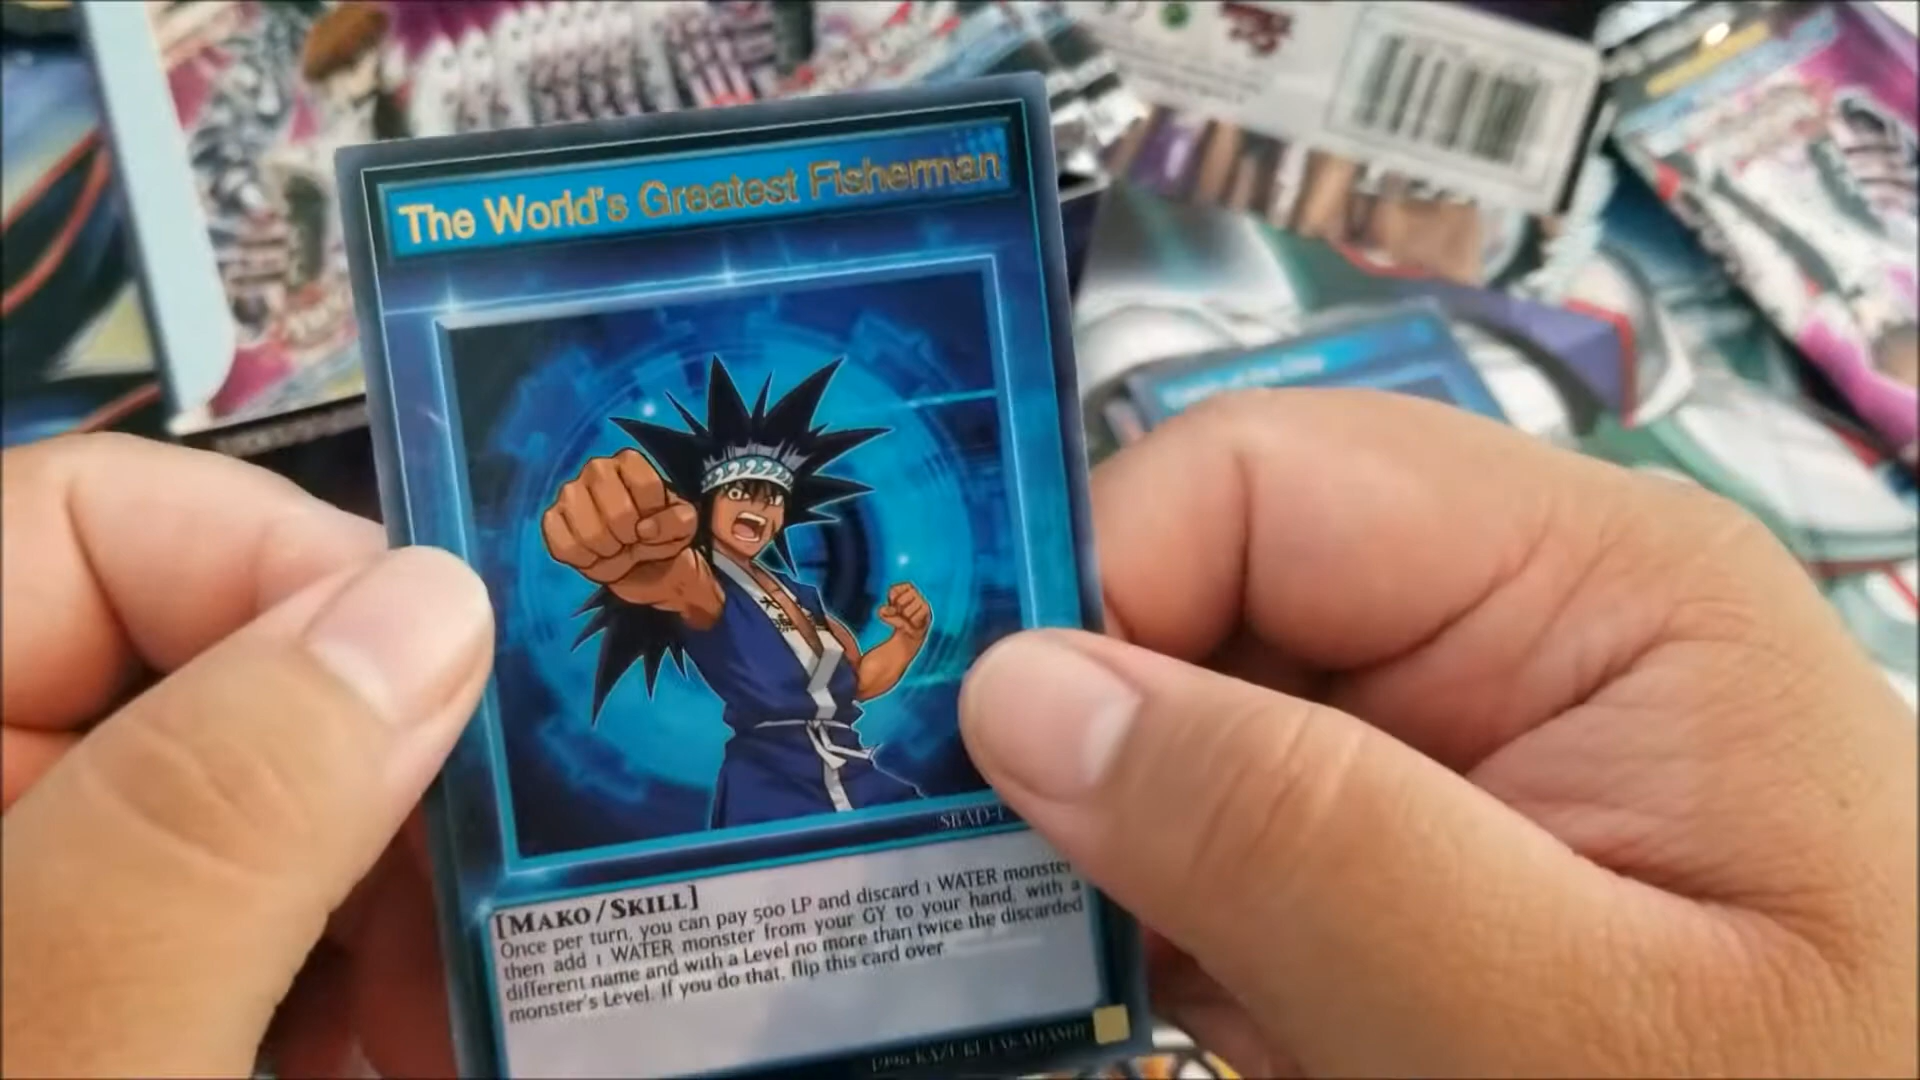 The World's Greatest Fisherman
SBAD-E
[MAKO/SKILL]
Once per turn, you can pay 500 LP and discard 1 WATER monster
then add 1 WATER monster from your GY to your hand, with a
different name and with a Level no more than twice the discarded
monster's Level. If you do that, flip this card over
1996 KAZUKI TAKAHASHI